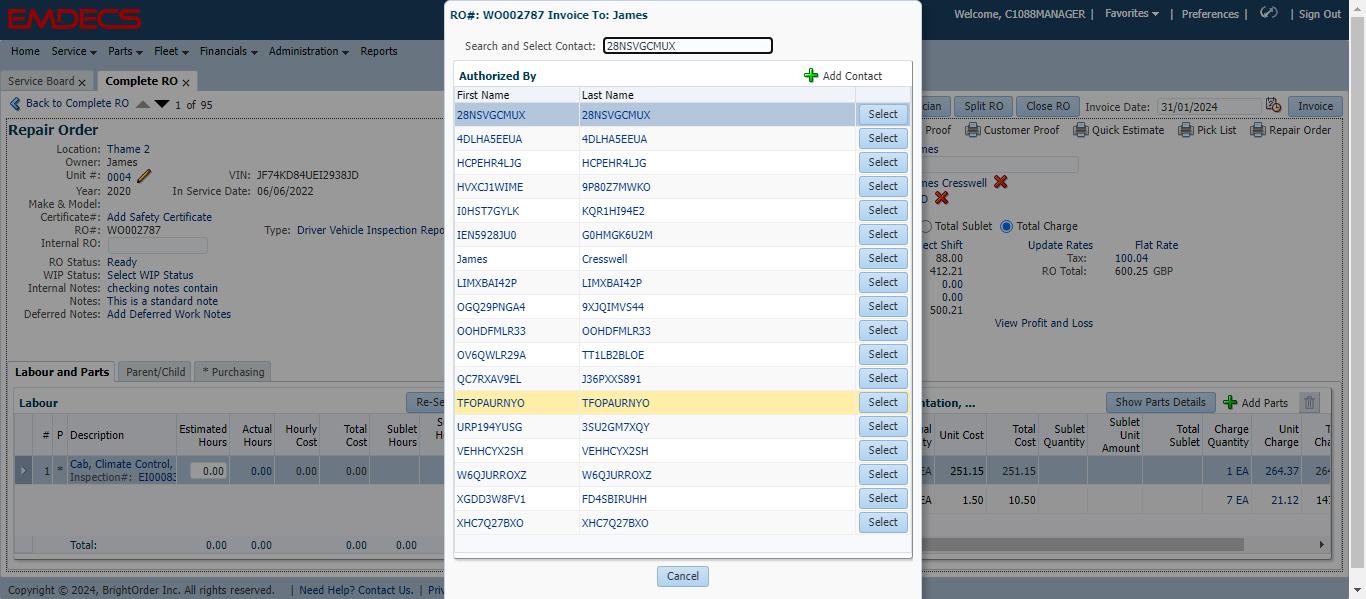 EMDECS
Welcome, C1088MANAGER | Favorites | Preferences | | Sign Out
Home Service Parts Fleet Financials Administration Reports
Service Board x Complete RO x
Back to Complete RO 1 of 95
Split RO Close RO Invoice Date: 31/01/2024 Invoice
Proof Customer Proof Quick Estimate Pick List Repair Order
Repair Order
Location: Thame 2
Owner: James
Unit #: 0004 VIN: JF74KD84UEI2938JD
Year: 2020 In Service Date: 06/06/2022
Make & Model:
Certificate#: Add Safety Certificate
RO#: WO002787 Type: Driver Vehicle Inspection Repo
Internal RO:
RO Status: Ready
WIP Status: Select WIP Status
Internal Notes: checking notes contain
Notes: This is a standard note
Deferred Notes: Add Deferred Work Notes
mes
mes Cresswell
Total Sublet Total Charge
ect Shift Update Rates Flat Rate
88.00 Tax: 100.04
412.21 RO Total: 600.25 GBP
0.00
0.00
500.21
View Profit and Loss
RO#: WO002787 Invoice To: James
Search and Select Contact: 28NSVGCMUX
Authorized By Add Contact
First Name Last Name
28NSVGCMUX 28NSVGCMUX Select
4DLHA5EEUA 4DLHA5EEUA Select
HCPEHR4LJG HCPEHR4LJG Select
HVXCJ1WIME 9P80Z7MWKO Select
I0HST7GYLK KQR1HI94E2 Select
IEN5928JU0 G0HMGK6U2M Select
James Cresswell Select
LIMXBAI42P LIMXBAI42P Select
OGQ29PNGA4 9XJQIMVS44 Select
OOHDFMLR33 OOHDFMLR33 Select
OV6QWLR29A TT1LB2BLOE Select
QC7RXAV9EL J36PXXS891 Select
TFOPAURNYO TFOPAURNYO Select
URP194YUSG 3SU2GM7XQY Select
VEHHCYX2SH VEHHCYX2SH Select
W6QJURROXZ W6QJURROXZ Select
XGDD3W8FV1 FD4SBIRUHH Select
XHC7Q27BXO XHC7Q27BXO Select
Cancel
Labour and Parts Parent/Child * Purchasing
Labour Re-Se
# P Description Estimated Hours Actual Hours Hourly Cost Total Cost Sublet Hours
1 * Cab, Climate Control, 0.00 0.00 0.00 0.00
Inspection#: EI00083
Total: 0.00 0.00 0.00 0.00
ntation, ... Show Parts Details Add Parts
Unit Cost Total Cost Sublet Quantity Sublet Unit Amount Total Sublet Charge Quantity Unit Charge
EA 251.15 251.15 1 EA 264.37 264
EA 1.50 10.50 7 EA 21.12
Copyright © 2024, BrightOrder Inc. All rights reserved. | Need Help? Contact Us. | Priv